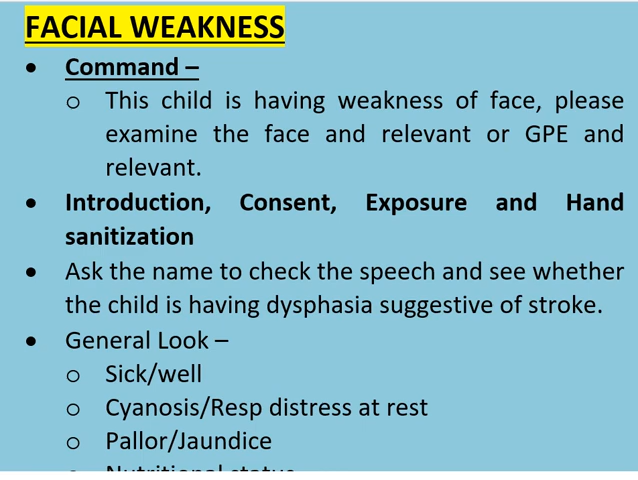 FACIAL WEAKNESS
• Command –
o This child is having weakness of face, please
examine the face and relevant or GPE and
relevant.
• Introduction, Consent, Exposure and Hand
sanitization
• Ask the name to check the speech and see whether
the child is having dysphasia suggestive of stroke.
• General Look –
o Sick/well
o Cyanosis/Resp distress at rest
o Pallor/Jaundice
o Nutritional status